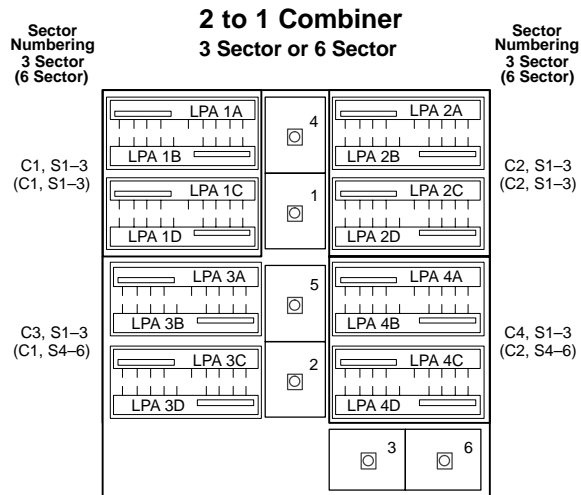 2 to 1 Combiner
3 Sector or 6 Sector
Sector
Numbering
3 Sector
(6 Sector)
Sector
Numbering
3 Sector
(6 Sector)
LPA 1A
LPA 1B
LPA 1C
LPA 1D
4
1
LPA 2A
LPA 2B
LPA 2C
LPA 2D
C1, S1–3
(C1, S1–3)
C2, S1–3
(C2, S1–3)
LPA 3A
LPA 3B
LPA 3C
LPA 3D
5
2
LPA 4A
LPA 4B
LPA 4C
LPA 4D
C3, S1–3
(C1, S4–6)
C4, S1–3
(C2, S4–6)
3
6